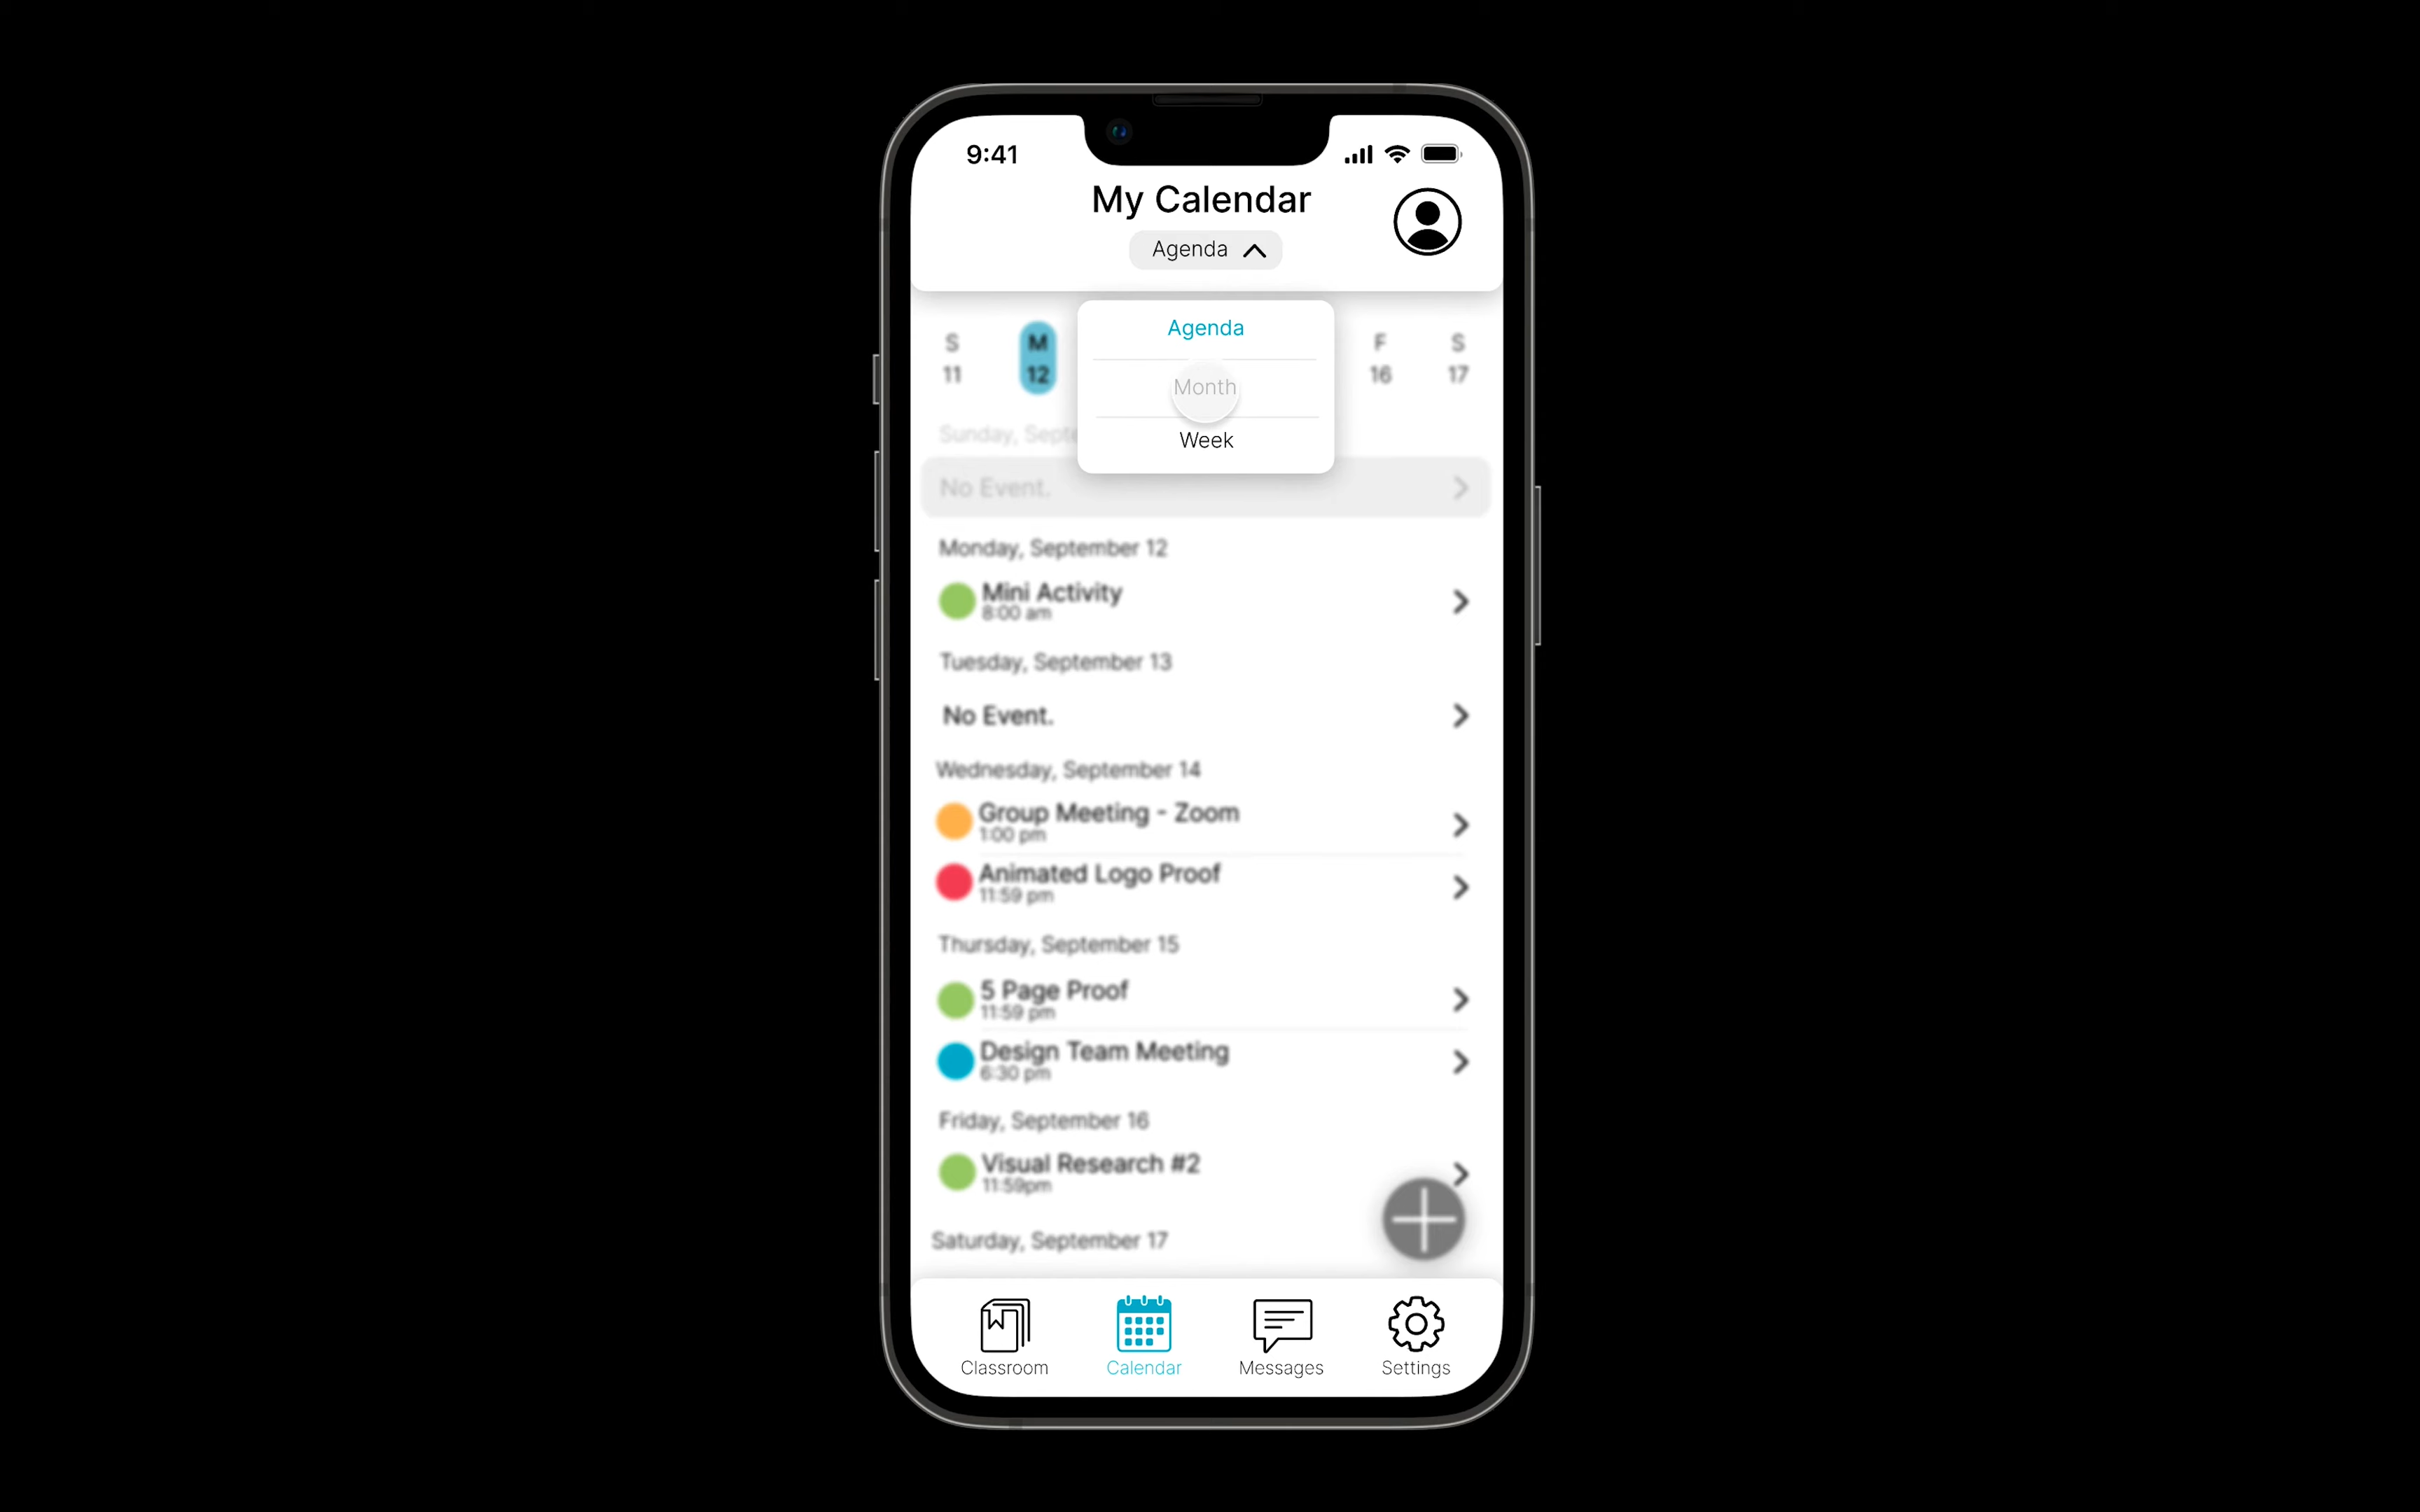 9:41
My Calendar
Agenda
Agenda
Month
Week
S M F S
11 12 16 17
Sunday,
No Event.
Monday, September 12
Mini Activity
8:00 am
Tuesday, September 13
No Event.
Wednesday, September 14
Group Meeting - Zoom
1:00 pm
Animated Logo Proof
11:59 pm
Thursday, September 15
5 Page Proof
11:59 pm
Design Team Meeting
6:30 pm
Friday, September 16
Visual Research #2
11:59pm
Saturday, September 17
Classroom Calendar Messages Settings